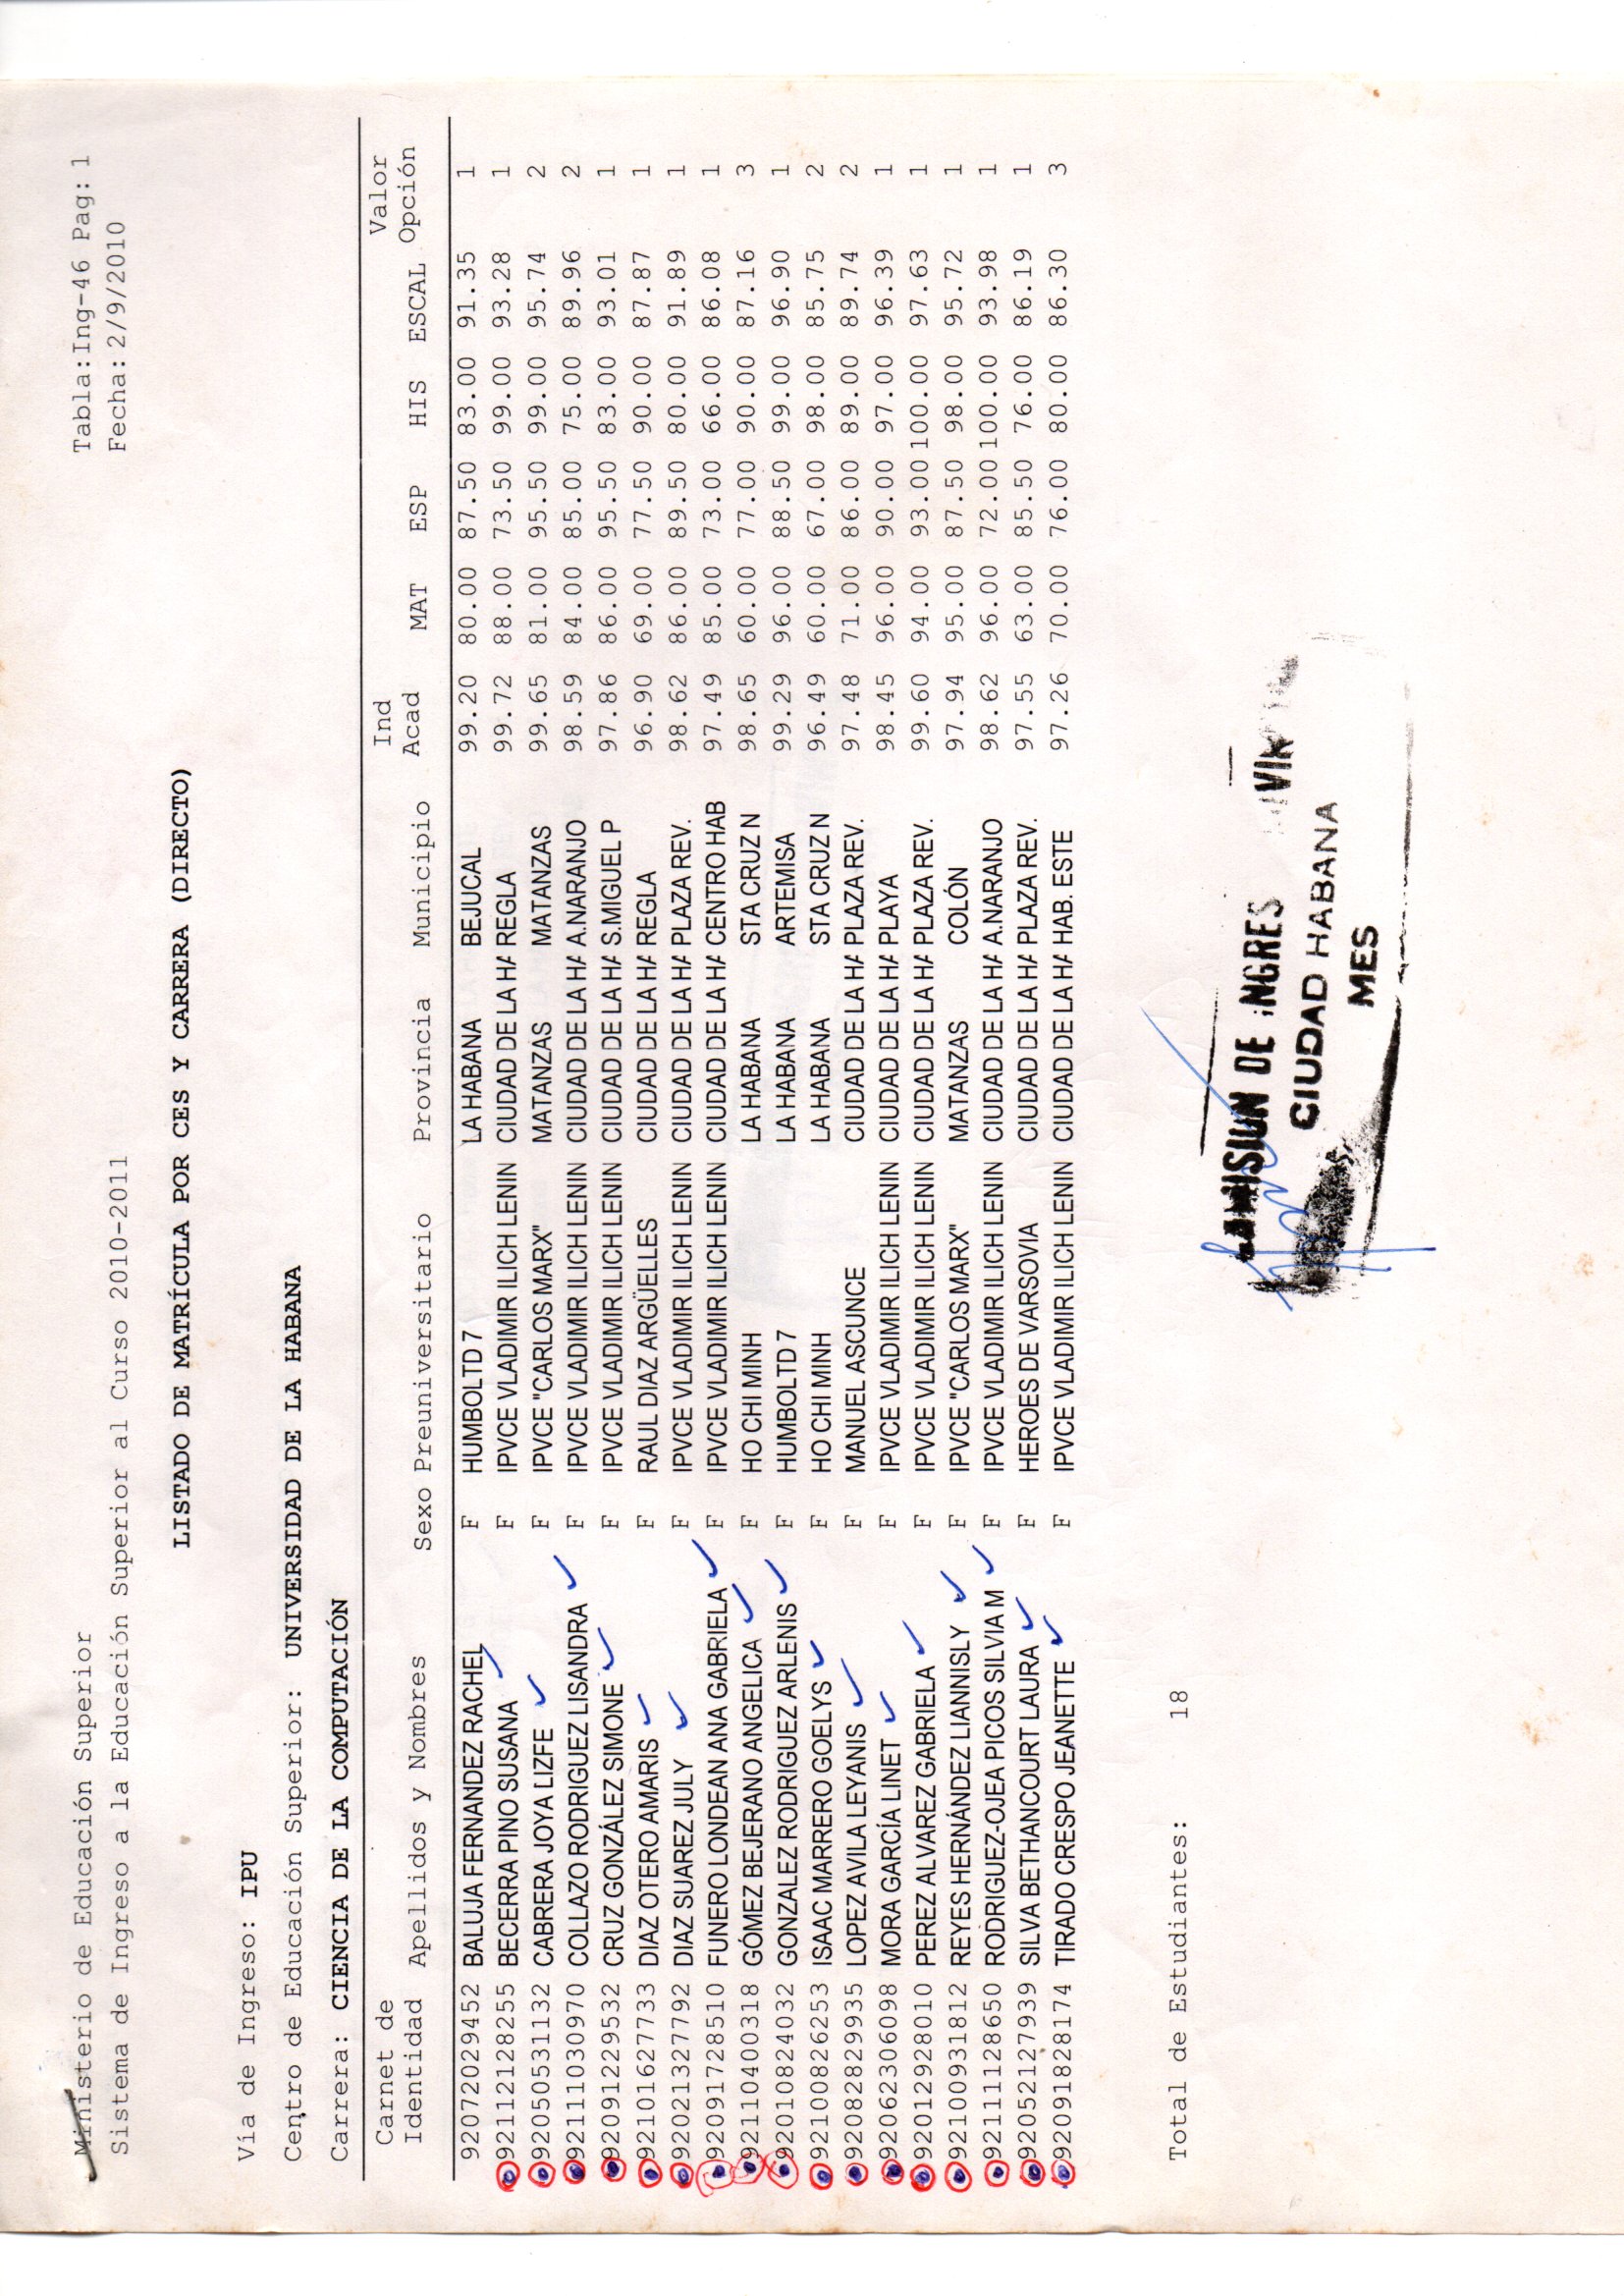 Ministerio de Educación Superior
Tabla: Ing-46 Pag: 1
Sistema de Ingreso a la Educación Superior al Curso 2010-2011
Fecha: 2/9/2010
LISTADO DE MATRÍCULA POR CES Y CARRERA (DIRECTO)
Vía de Ingreso: IPU
Centro de Educación Superior: UNIVERSIDAD DE LA HABANA
Carrera: CIENCIA DE LA COMPUTACIÓN
Carnet de Identidad Apellidos y Nombres Sexo Preuniversitario Provincia Municipio Ind Acad MAT ESP HIS ESCAL Valor Opción
92072029452 BALUJA FERNANDEZ RACHEL F HUMBOLTD 7 LA HABANA BEJUCAL 99.20 80.00 87.50 83.00 91.35 1
92112128255 BECERRA PINO SUSANA F IPVCE VLADIMIR ILICH LENIN CIUDAD DE LA HA REGLA 99.72 88.00 73.50 99.00 93.28 1
92050531132 CABRERA JOYA LIZFE F IPVCE "CARLOS MARX" MATANZAS MATANZAS 99.65 81.00 95.50 99.00 95.74 2
92111030970 COLLAZO RODRIGUEZ LISANDRA F IPVCE VLADIMIR ILICH LENIN CIUDAD DE LA HA A.NARANJO 98.59 84.00 85.00 75.00 89.96 2
92091229532 CRUZ GONZÁLEZ SIMONE F IPVCE VLADIMIR ILICH LENIN CIUDAD DE LA HA S.MIGUEL P 97.86 86.00 95.50 83.00 93.01 1
92101627733 DIAZ OTERO AMARIS F RAUL DIAZ ARGÜELLES CIUDAD DE LA HA REGLA 96.90 69.00 77.50 90.00 87.87 1
92021327792 DIAZ SUAREZ JULY F IPVCE VLADIMIR ILICH LENIN CIUDAD DE LA HA PLAZA REV. 98.62 86.00 89.50 80.00 91.89 1
92091728510 FUNERO LONDEAN ANA GABRIELA F IPVCE VLADIMIR ILICH LENIN CIUDAD DE LA HA CENTRO HAB 97.49 85.00 73.00 66.00 86.08 1
92110400318 GÓMEZ BEJERANO ANGELICA F HO CHI MINH LA HABANA STA CRUZ N 98.65 60.00 77.00 90.00 87.16 3
92010824032 GONZALEZ RODRIGUEZ ARLENIS F HUMBOLTD 7 LA HABANA ARTEMISA 99.29 96.00 88.50 99.00 96.90 1
92100826253 ISAAC MARRERO GOELYS F HO CHI MINH LA HABANA STA CRUZ N 96.49 60.00 67.00 98.00 85.75 2
92082829935 LOPEZ AVILA LEYANIS F MANUEL ASCUNCE CIUDAD DE LA HA PLAZA REV. 97.48 71.00 86.00 89.00 89.74 2
92062306098 MORA GARCÍA LINET F IPVCE VLADIMIR ILICH LENIN CIUDAD DE LA HA PLAYA 98.45 96.00 90.00 97.00 96.39 1
92012928010 PEREZ ALVAREZ GABRIELA F IPVCE VLADIMIR ILICH LENIN CIUDAD DE LA HA PLAZA REV. 99.60 94.00 93.00 100.00 97.63 1
92100931812 REYES HERNÁNDEZ LIANNISLY F IPVCE "CARLOS MARX" MATANZAS COLÓN 97.94 95.00 87.50 98.00 95.72 1
92111128650 RODRIGUEZ-OJEA PICOS SILVIA M F IPVCE VLADIMIR ILICH LENIN CIUDAD DE LA HA A.NARANJO 98.62 96.00 72.00 100.00 93.98 1
92052127939 SILVA BETHANCOURT LAURA F HEROES DE VARSOVIA CIUDAD DE LA HA PLAZA REV. 97.55 63.00 85.50 76.00 86.19 1
92091828174 TIRADO CRESPO JEANETTE F IPVCE VLADIMIR ILICH LENIN CIUDAD DE LA HA HAB. ESTE 97.26 70.00 76.00 80.00 86.30 3
Total de Estudiantes: 18
DE
CIUDAD HABANA
MES